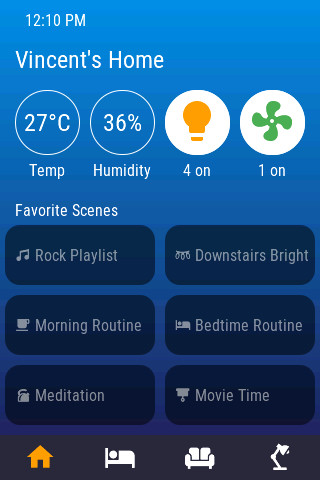 12:10 PM
Vincent's Home
27°C
36%
Temp
Humidity
4 on
1 on
Favorite Scenes
Rock Playlist
Downstairs Bright
Morning Routine
Bedtime Routine
Meditation
Movie Time